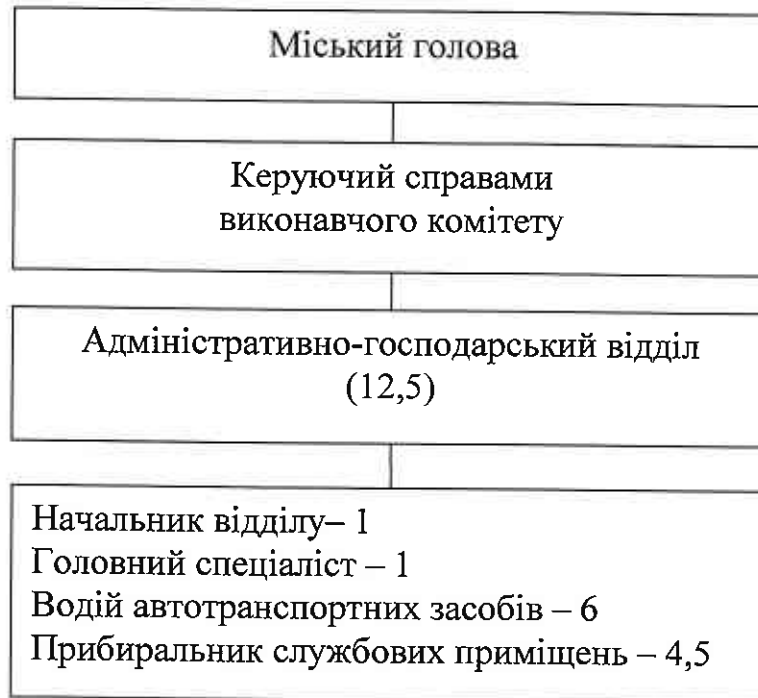 Міський голова
Керуючий справами
виконавчого комітету
Адміністративно-господарський відділ
(12,5)
Начальник відділу– 1
Головний спеціаліст – 1
Водій автотранспортних засобів – 6
Прибиральник службових приміщень – 4,5